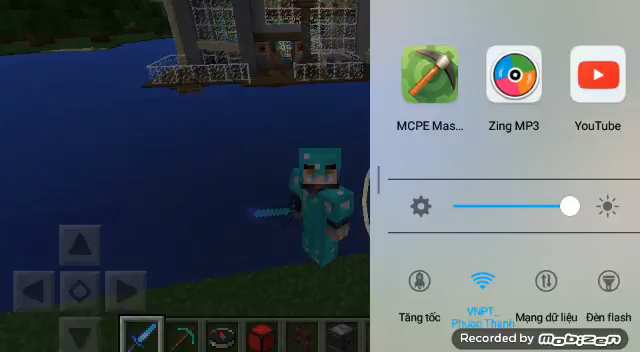 MCPE Mas...
Zing MP3
YouTube
Tăng tốc
VNPT_
Phuoc Thanh
Mạng dữ liệu
Đèn flash
Recorded by
mobizen